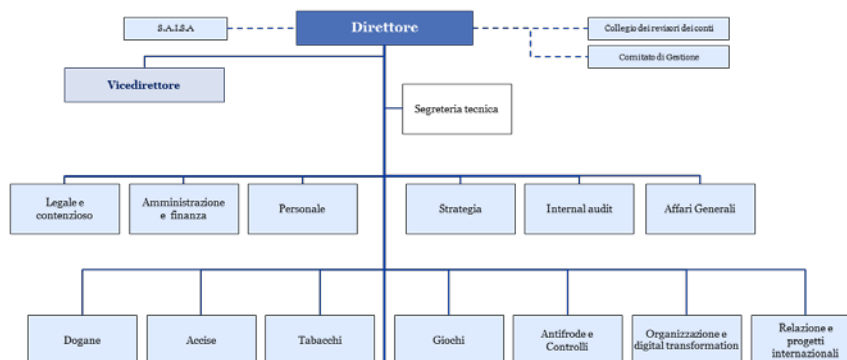 S.A.I.S.A
Direttore
Collegio dei revisori dei conti
Comitato di Gestione
Vicedirettore
Segreteria tecnica
Legale e
contenzioso
Amministrazione
e finanza
Personale
Strategia
Internal audit
Affari Generali
Dogane
Accise
Tabacchi
Giochi
Antifrode e
Controlli
Organizzazione e
digital transformation
Relazione e
progetti
internazionali